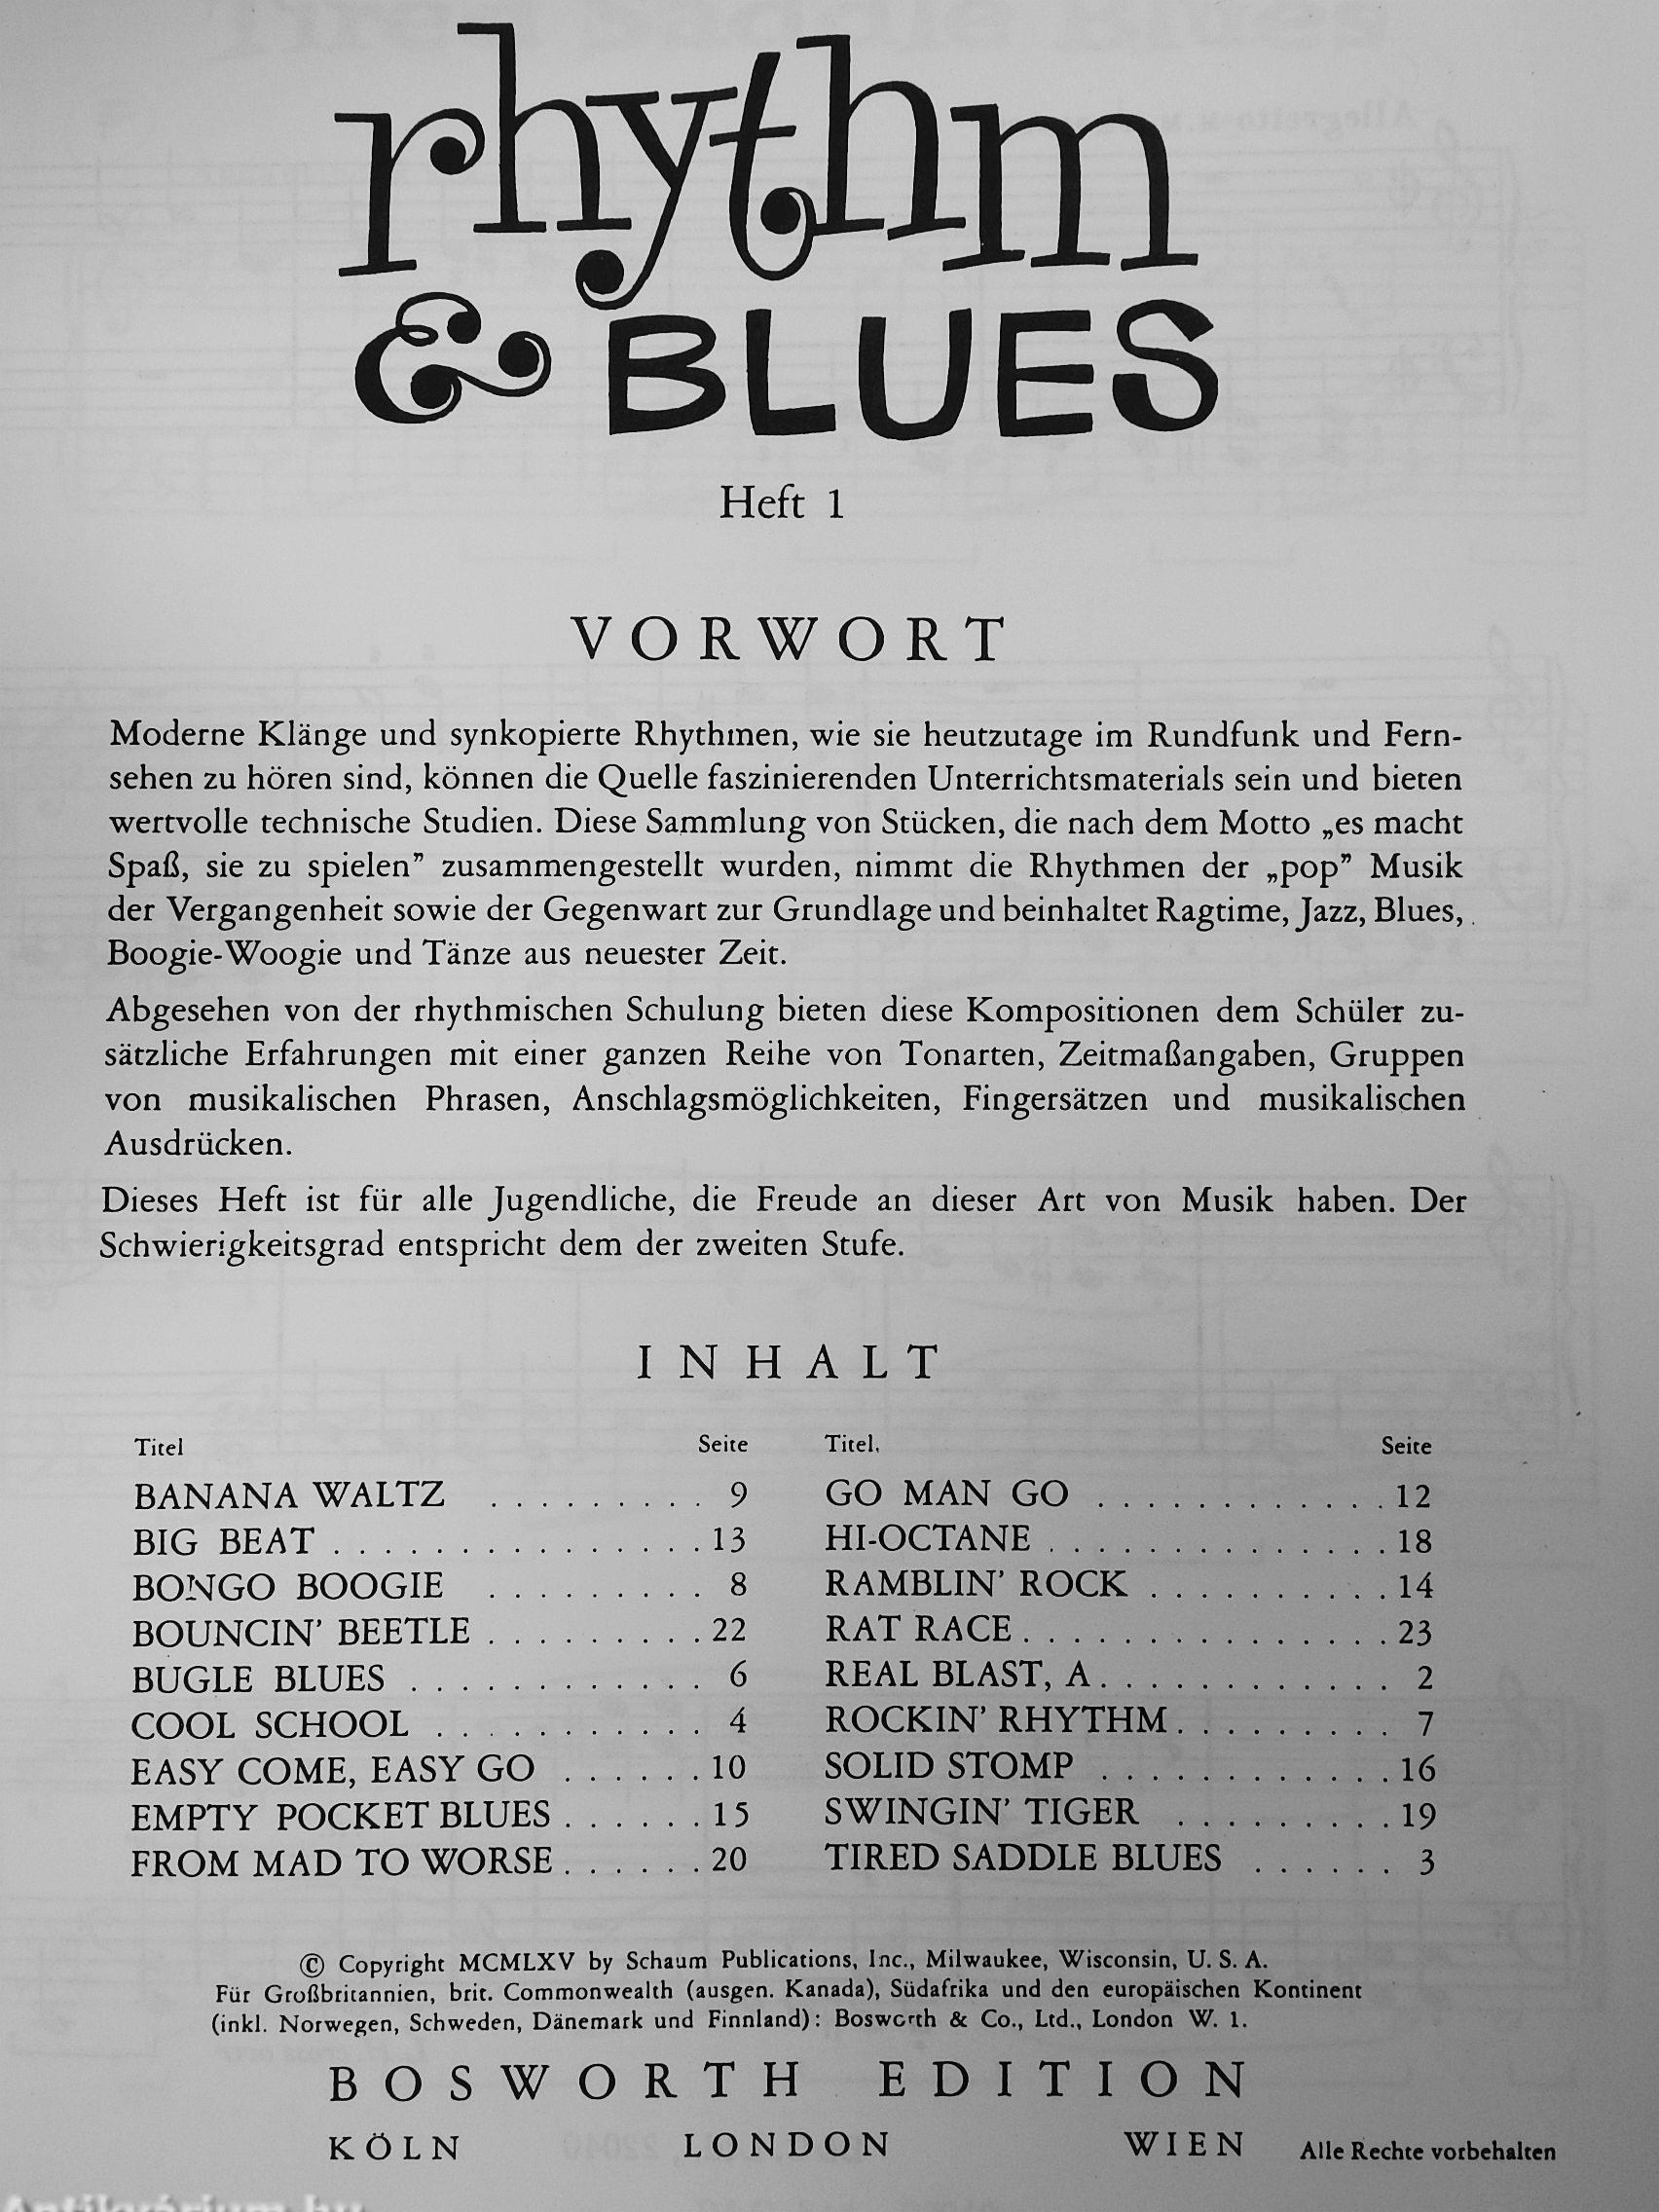 rhythm
& BLUES
Heft 1
VORWORT
Moderne Klänge und synkopierte Rhythmen, wie sie heutzutage im Rundfunk und Fern-
sehen zu hören sind, können die Quelle faszinierenden Unterrichtsmaterials sein und bieten
wertvolle technische Studien. Diese Sammlung von Stücken, die nach dem Motto „es macht
Spaß, sie zu spielen” zusammengestellt wurden, nimmt die Rhythmen der „pop” Musik
der Vergangenheit sowie der Gegenwart zur Grundlage und beinhaltet Ragtime, Jazz, Blues,
Boogie-Woogie und Tänze aus neuester Zeit.
Abgesehen von der rhythmischen Schulung bieten diese Kompositionen dem Schüler zu-
sätzliche Erfahrungen mit einer ganzen Reihe von Tonarten, Zeitmaßangaben, Gruppen
von musikalischen Phrasen, Anschlagsmöglichkeiten, Fingersätzen und musikalischen
Ausdrücken.
Dieses Heft ist für alle Jugendliche, die Freude an dieser Art von Musik haben. Der
Schwierigkeitsgrad entspricht dem der zweiten Stufe.
INHALT
Titel Seite
BANANA WALTZ . . . . . . . . . 9
BIG BEAT . . . . . . . . . . . . . . . 13
BONGO BOOGIE . . . . . . . . . 8
BOUNCIN’ BEETLE . . . . . . . . . 22
BUGLE BLUES . . . . . . . . . . . . 6
COOL SCHOOL . . . . . . . . . . . 4
EASY COME, EASY GO . . . . . . 10
EMPTY POCKET BLUES . . . . . . 15
FROM MAD TO WORSE . . . . . . 20
Titel. Seite
GO MAN GO . . . . . . . . . . . . 12
HI-OCTANE . . . . . . . . . . . . . . 18
RAMBLIN’ ROCK . . . . . . . . . . 14
RAT RACE . . . . . . . . . . . . . . . 23
REAL BLAST, A . . . . . . . . . . . . 2
ROCKIN’ RHYTHM . . . . . . . . . 7
SOLID STOMP . . . . . . . . . . . . 16
SWINGIN’ TIGER . . . . . . . . . 19
TIRED SADDLE BLUES . . . . . . 3
© Copyright MCMLXV by Schaum Publications, Inc., Milwaukee, Wisconsin, U. S. A.
Für Großbritannien, brit. Commonwealth (ausgen. Kanada), Südafrika und den europäischen Kontinent
(inkl. Norwegen, Schweden, Dänemark und Finnland): Bosworth & Co., Ltd., London W. 1.
BOSWORTH EDITION
KÖLN LONDON WIEN Alle Rechte vorbehalten